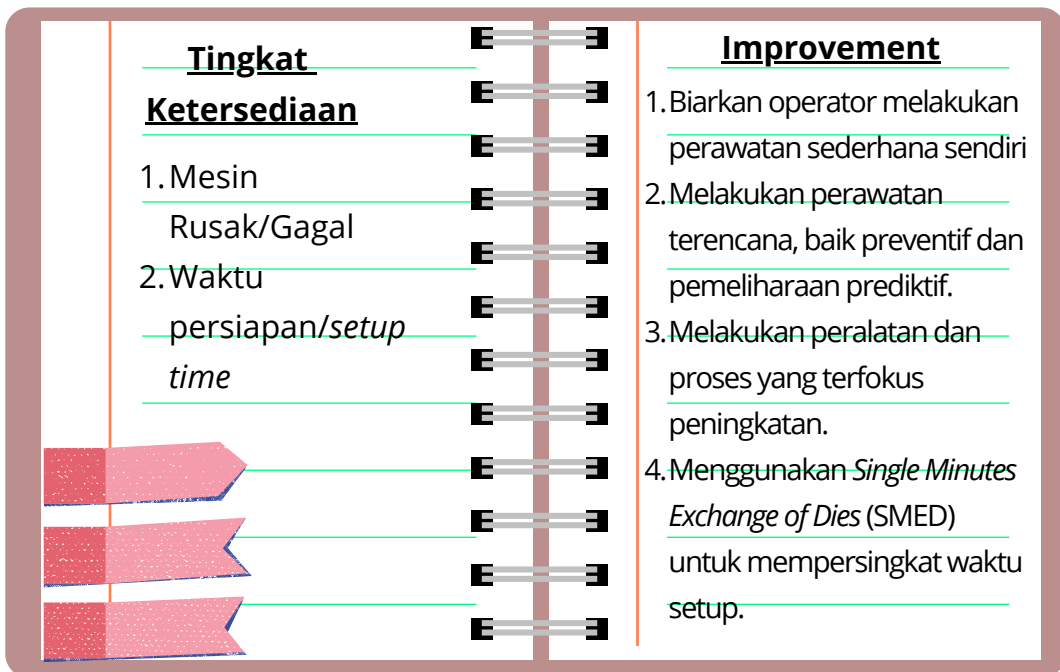 Tingkat
Ketersediaan
1. Mesin
Rusak/Gagal
2. Waktu
persiapan/setup
time
Improvement
1. Biarkan operator melakukan
perawatan sederhana sendiri
2. Melakukan perawatan
terencana, baik preventif dan
pemeliharaan prediktif.
3. Melakukan peralatan dan
proses yang terfokus
peningkatan.
4. Menggunakan Single Minutes
Exchange of Dies (SMED)
untuk mempersingkat waktu
setup.